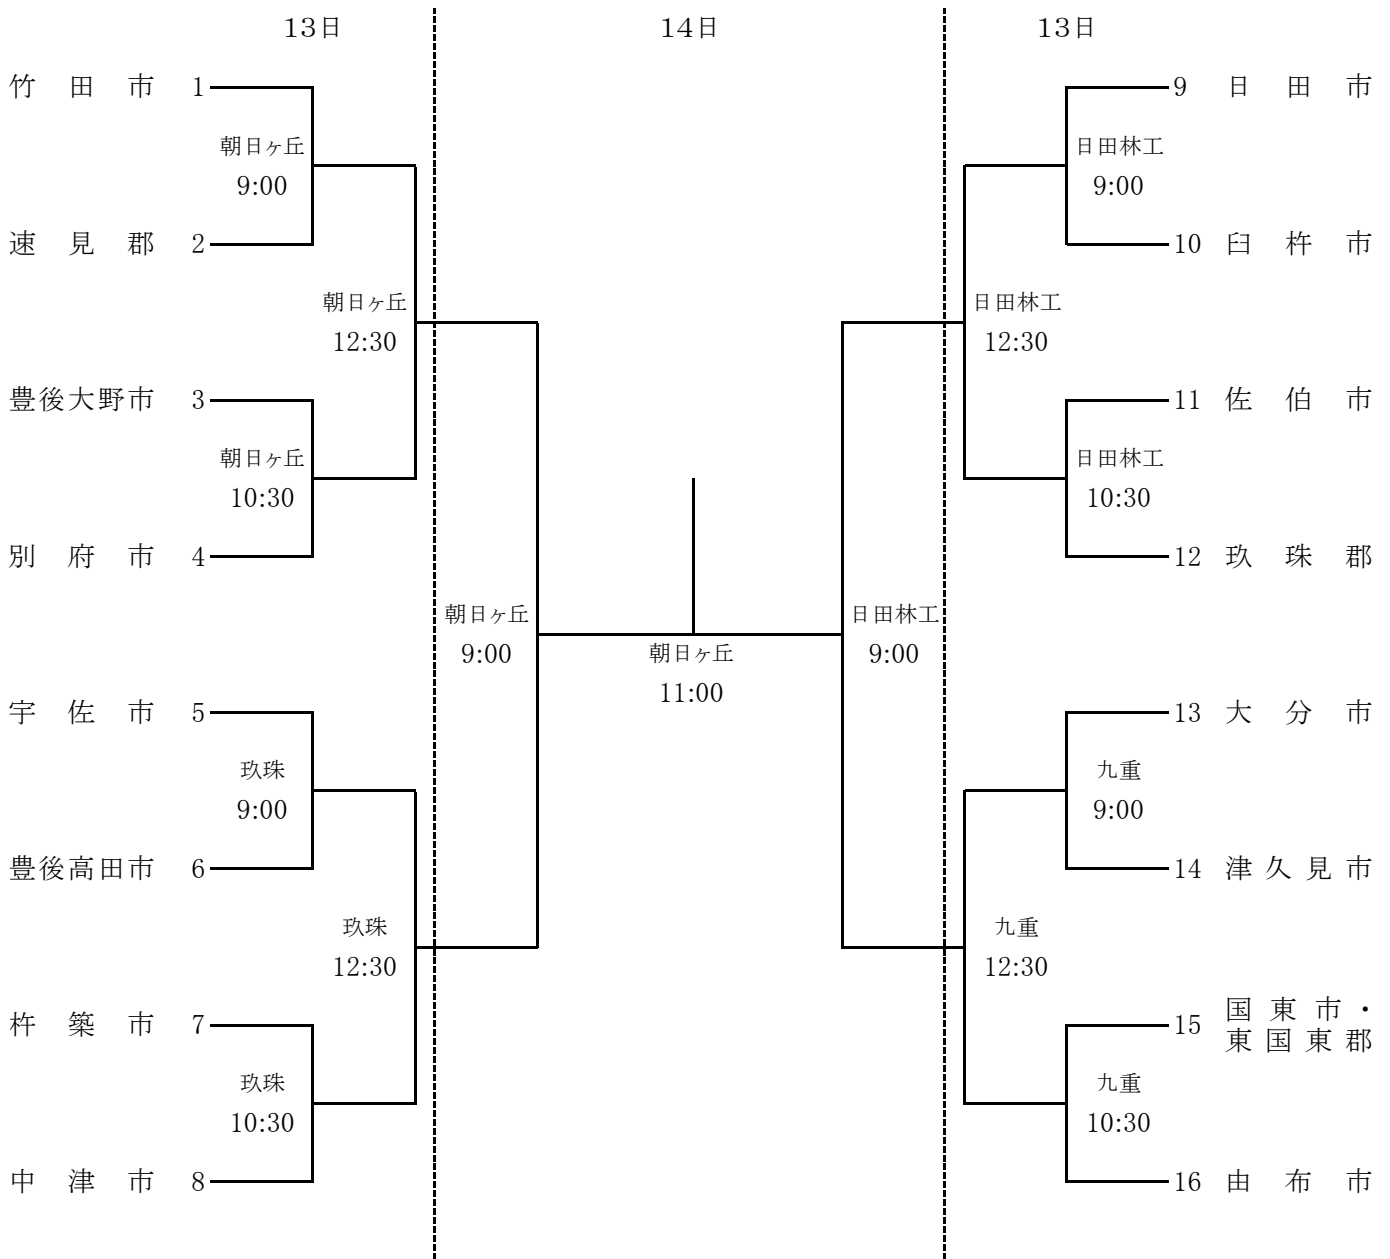 13日 14日 13日
竹田市 1
9 日田市
朝日ヶ丘
9:00
日田林工
9:00
速見郡 2
10 臼杵市
朝日ヶ丘
12:30
日田林工
12:30
豊後大野市 3
11 佐伯市
朝日ヶ丘
10:30
日田林工
10:30
別府市 4
12 玖珠郡
朝日ヶ丘
9:00
朝日ヶ丘
11:00
日田林工
9:00
宇佐市 5
13 大分市
玖珠
9:00
九重
9:00
豊後高田市 6
14 津久見市
玖珠
12:30
九重
12:30
杵築市 7
15 国東市・
東国東郡
玖珠
10:30
九重
10:30
中津市 8
16 由布市